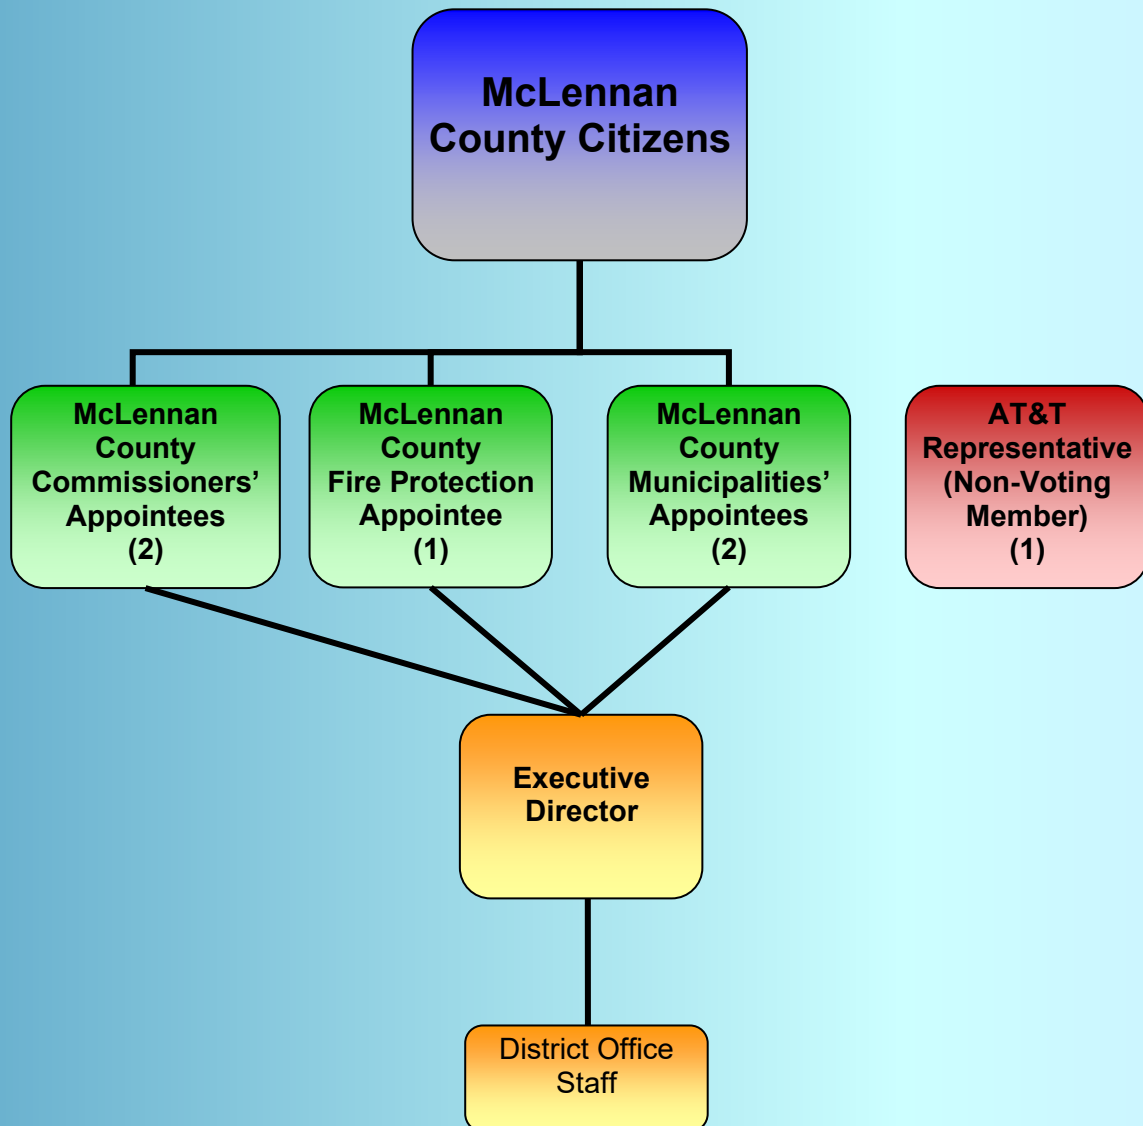 McLennan
County Citizens
McLennan
County
Commissioners’
Appointees
(2)
McLennan
County
Fire Protection
Appointee
(1)
McLennan
County
Municipalities’
Appointees
(2)
AT&T
Representative
(Non-Voting
Member)
(1)
Executive
Director
District Office
Staff